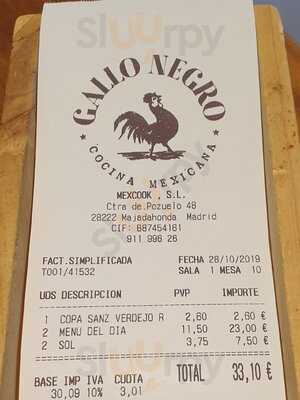 GALLO NEGRO
COCINA MEXICANA
MEXCOOK , S.L.
Ctra de.Pozuelo 48
28222 Majadahonda Madrid
CIF: B87454181
911 996 26
FACT.SIMPLIFICADA FECHA 28/10/2019
T001/41532 SALA 1 MESA 10
UDS DESCRIPCION PVP IMPORTE
1 COPA SANZ VERDEJO R 2,60 2,60 €
2 MENU DEL DIA 11,50 23,00 €
2 SOL 3,75 7,50 €
BASE IMP IVA CUOTA TOTAL 33,10 €
30,09 10% 3,01
Sluurpy